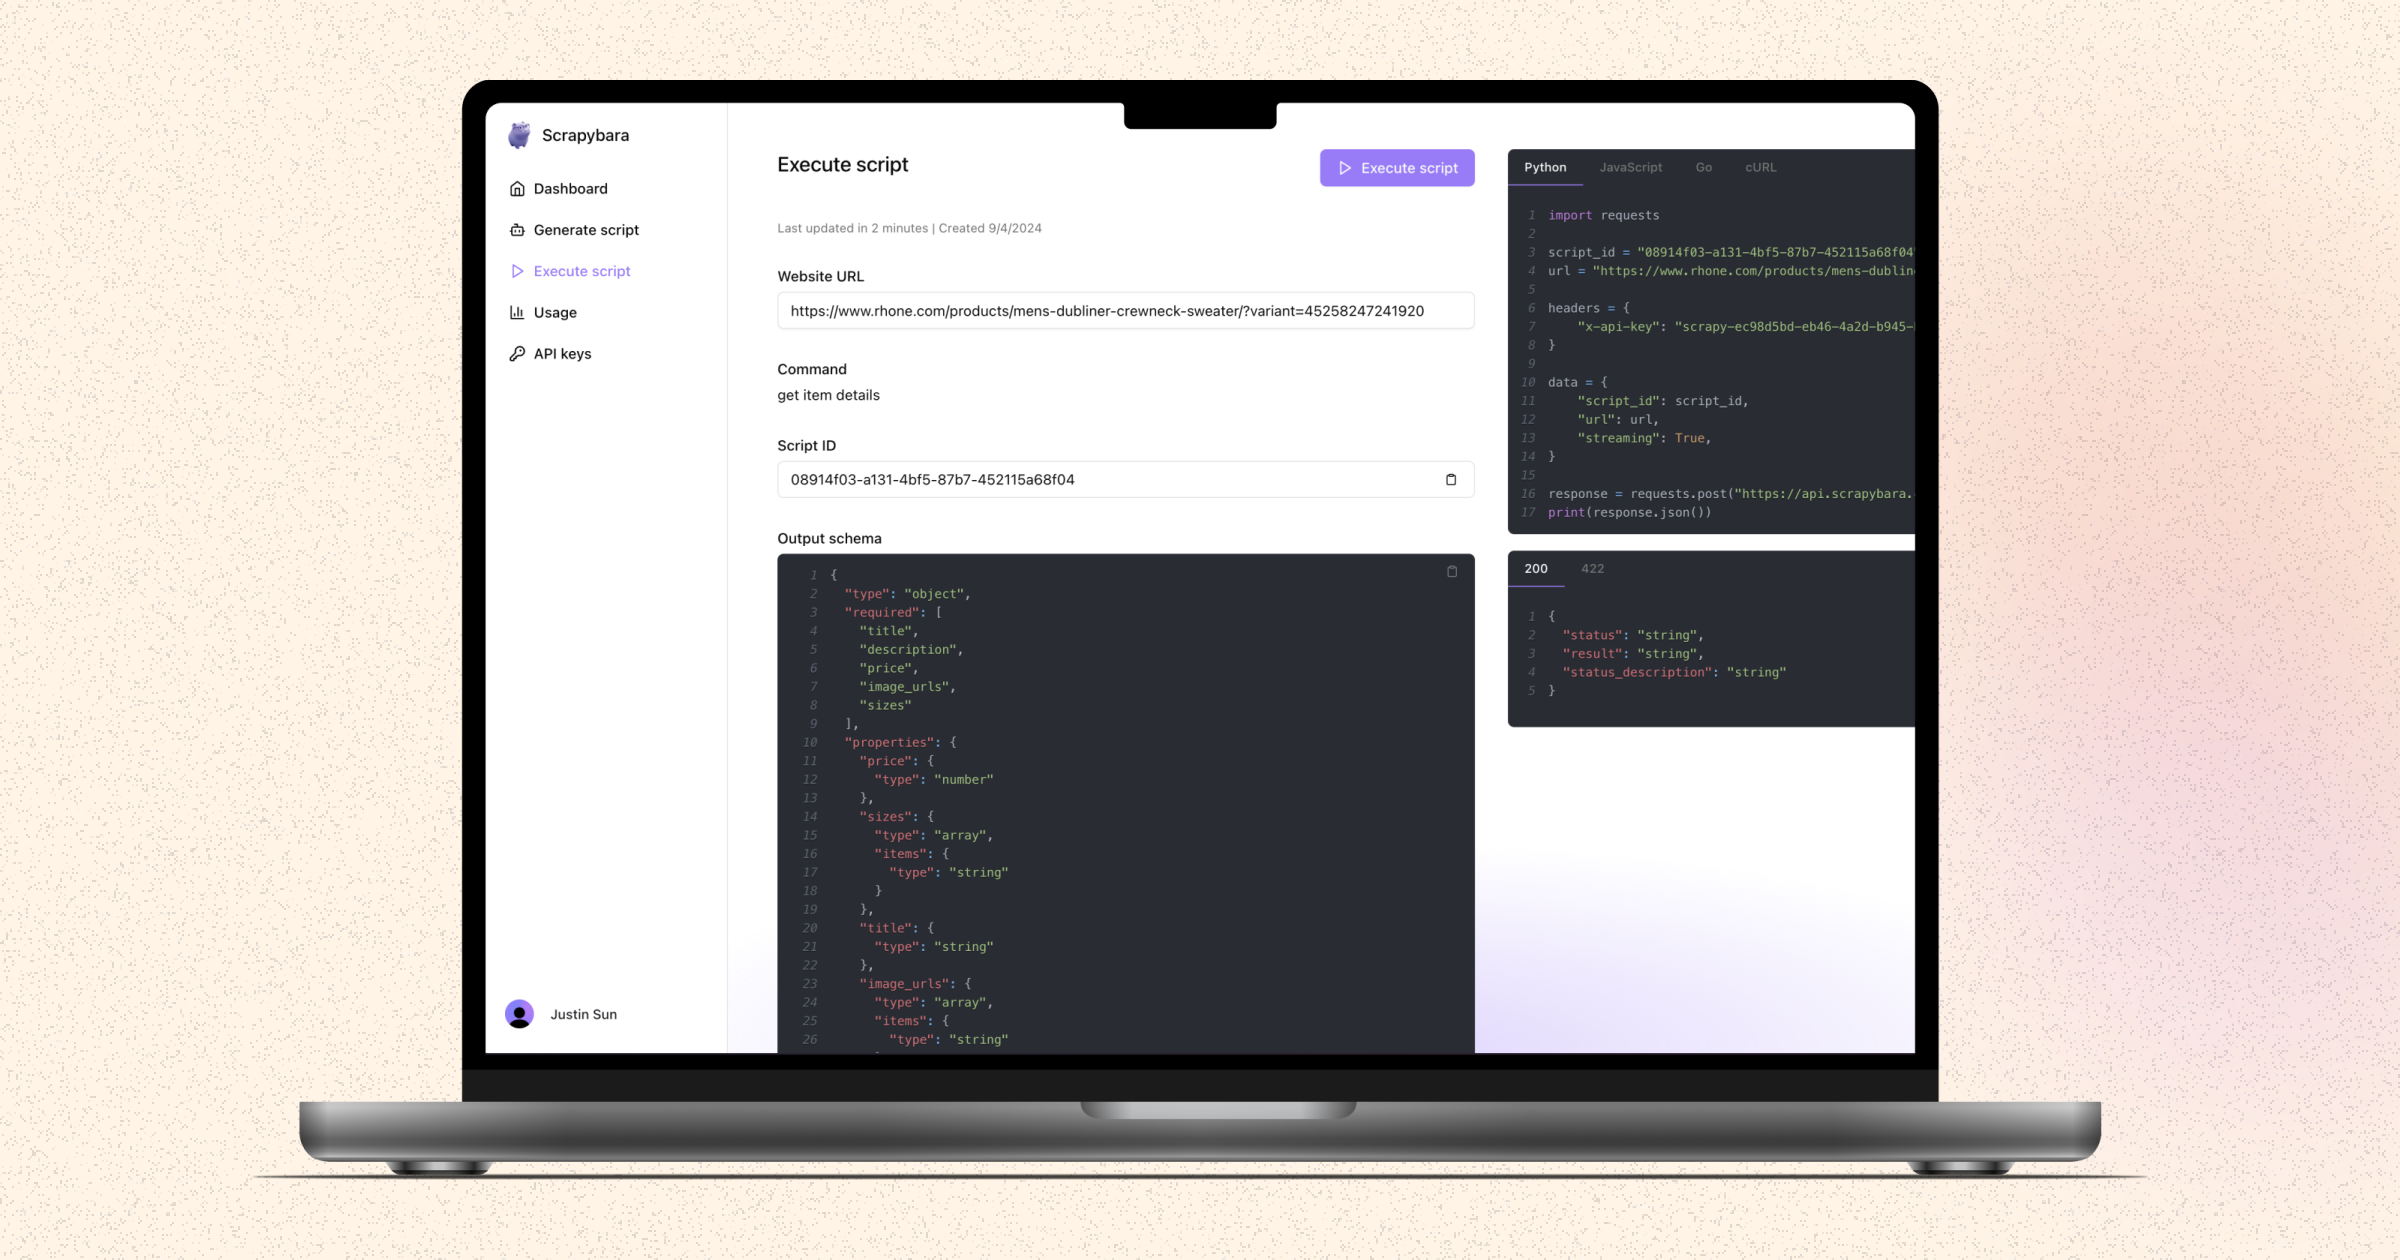 Scrapybara
Dashboard
Generate script
Execute script
Usage
API keys
Justin Sun
Execute script
Execute script
Last updated in 2 minutes | Created 9/4/2024
Website URL
https://www.rhone.com/products/mens-dubliner-crewneck-sweater/?variant=45258247241920
Command
get item details
Script ID
08914f03-a131-4bf5-87b7-452115a68f04
Output schema
1 {
2 "type": "object",
3 "required": [
4 "title",
5 "description",
6 "price",
7 "image_urls",
8 "sizes"
9 ],
10 "properties": {
11 "price": {
12 "type": "number"
13 },
14 "sizes": {
15 "type": "array",
16 "items": {
17 "type": "string"
18 }
19 },
20 "title": {
21 "type": "string"
22 },
23 "image_urls": {
24 "type": "array",
25 "items": {
26 "type": "string"
Python JavaScript Go cURL
1 import requests
2
3 script_id = "08914f03-a131-4bf5-87b7-452115a68f04"
4 url = "https://www.rhone.com/products/mens-dublin
5
6 headers = {
7 "x-api-key": "scrapy-ec98d5bd-eb46-4a2d-b945-
8 }
9
10 data = {
11 "script_id": script_id,
12 "url": url,
13 "streaming": True,
14 }
15
16 response = requests.post("https://api.scrapybara.
17 print(response.json())
200 422
1 {
2 "status": "string",
3 "result": "string",
4 "status_description": "string"
5 }